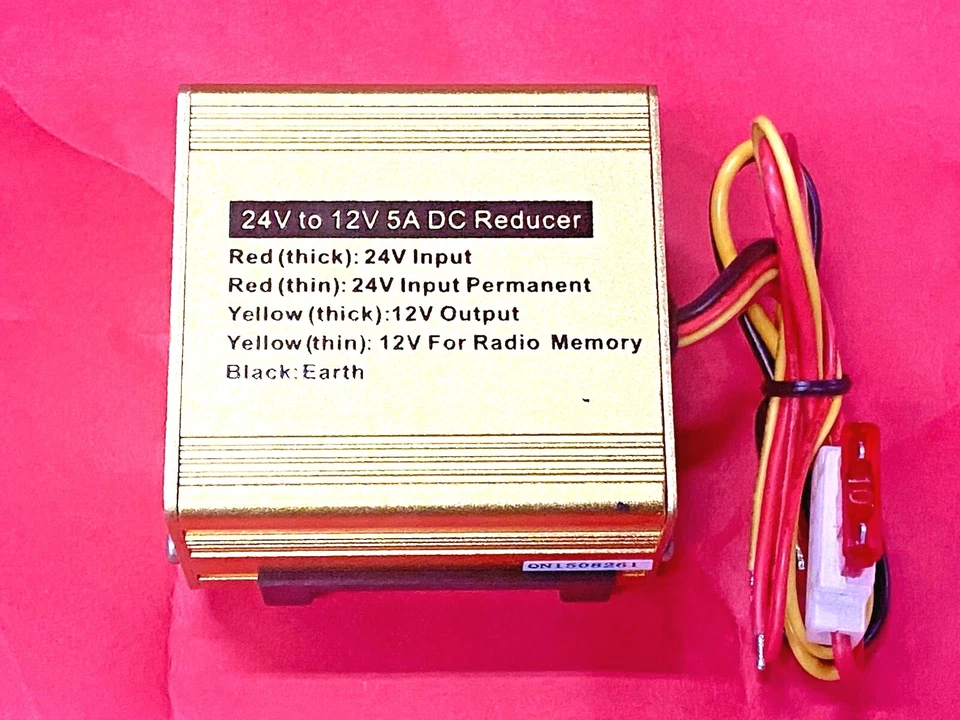 24V to 12V 5A DC Reducer
Red (thick): 24V Input
Red (thin): 24V Input Permanent
Yellow (thick):12V Output
Yellow(thin): 12V For Radio Memory
Black:Earth
QN1508261
10